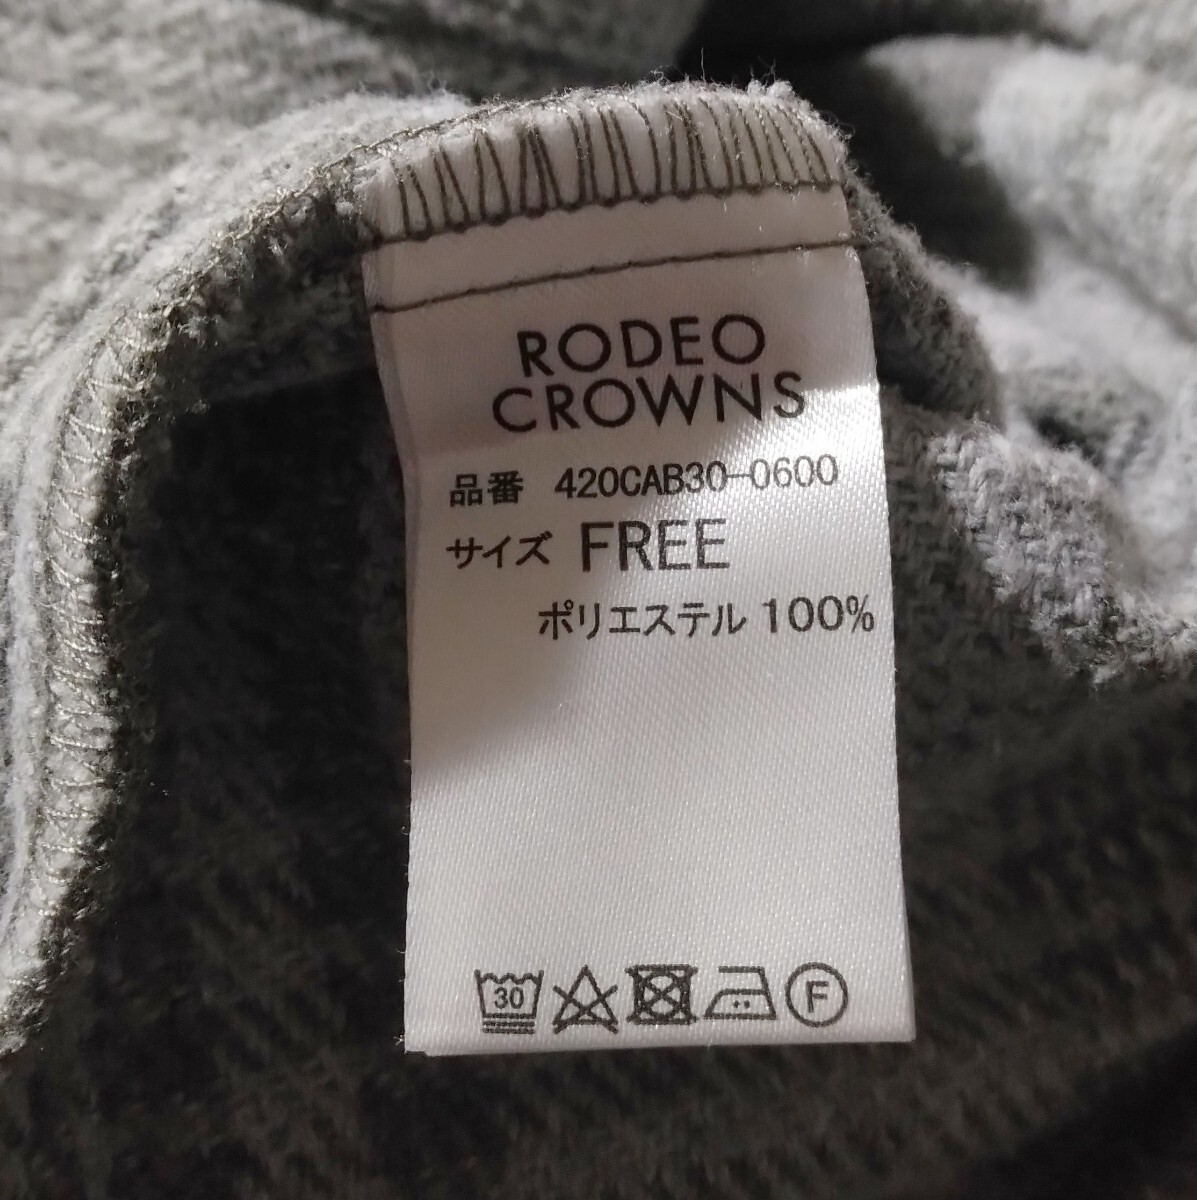 RODEO
CROWNS
品番 420CAB30-0600
サイズ FREE
ポリエステル 100%
30 F